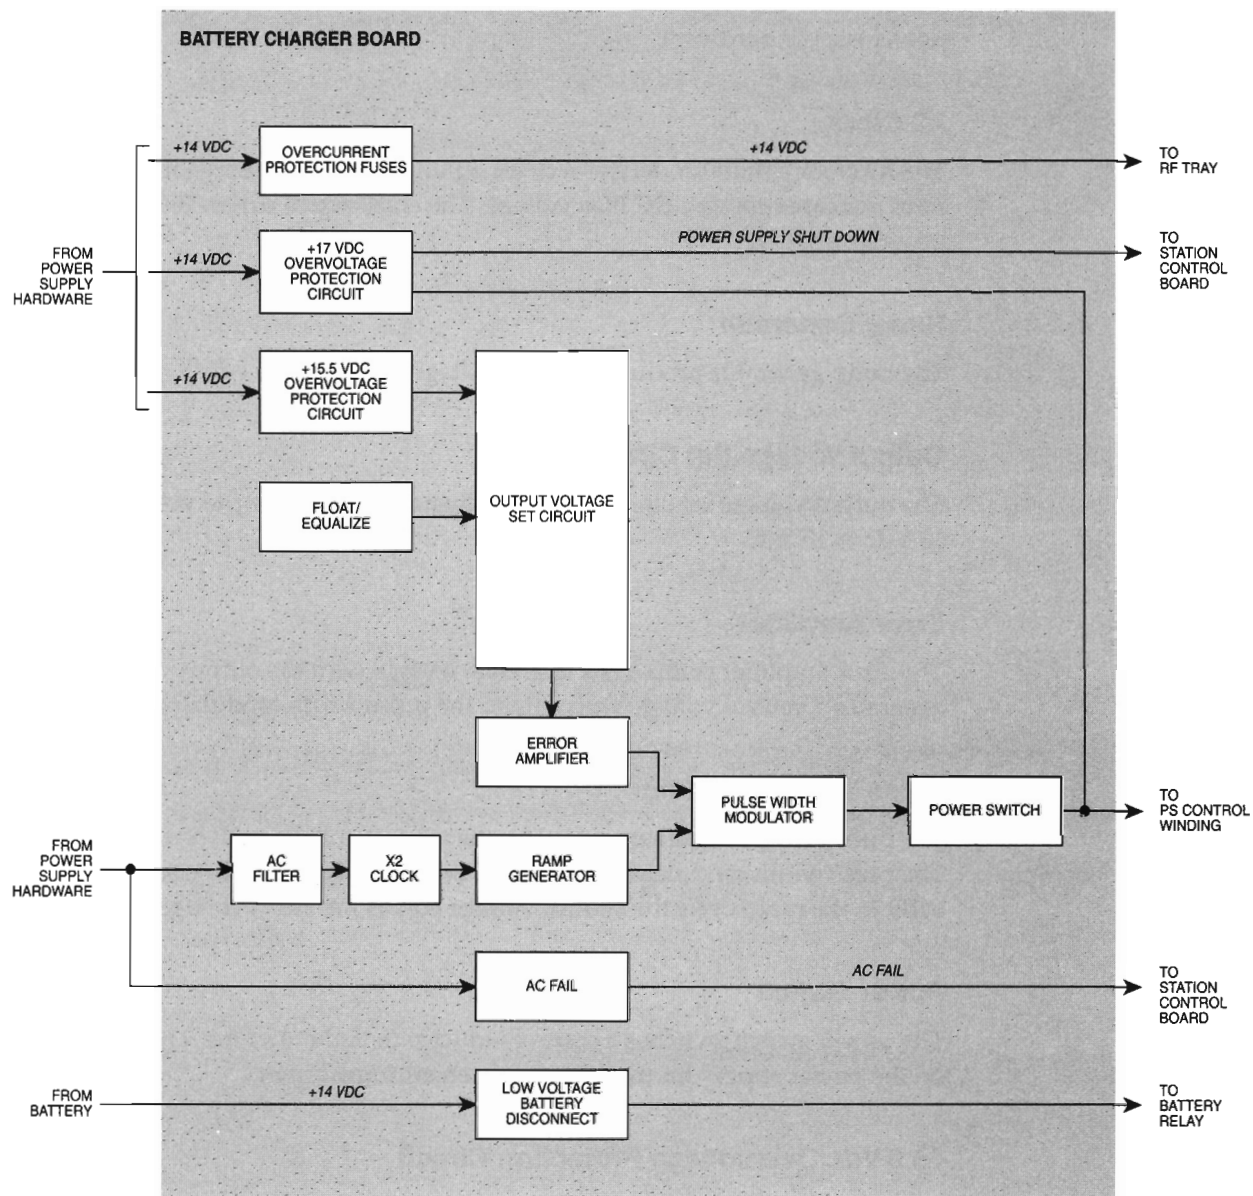 BATTERY CHARGER BOARD
+14 VDC
OVERCURRENT
PROTECTION FUSES
+14 VDC
TO
RF TRAY
FROM
POWER
SUPPLY
HARDWARE
+14 VDC
+17 VDC
OVERVOLTAGE
PROTECTION
CIRCUIT
POWER SUPPLY SHUT DOWN
TO
STATION
CONTROL
BOARD
+14 VDC
+15.5 VDC
OVERVOLTAGE
PROTECTION
CIRCUIT
FLOAT/
EQUALIZE
OUTPUT VOLTAGE
SET CIRCUIT
ERROR
AMPLIFIER
PULSE WIDTH
MODULATOR
POWER SWITCH
TO
PS CONTROL
WINDING
FROM
POWER
SUPPLY
HARDWARE
AC
FILTER
X2
CLOCK
RAMP
GENERATOR
AC FAIL
AC FAIL
TO
STATION
CONTROL
BOARD
FROM
BATTERY
+14 VDC
LOW VOLTAGE
BATTERY
DISCONNECT
TO
BATTERY
RELAY